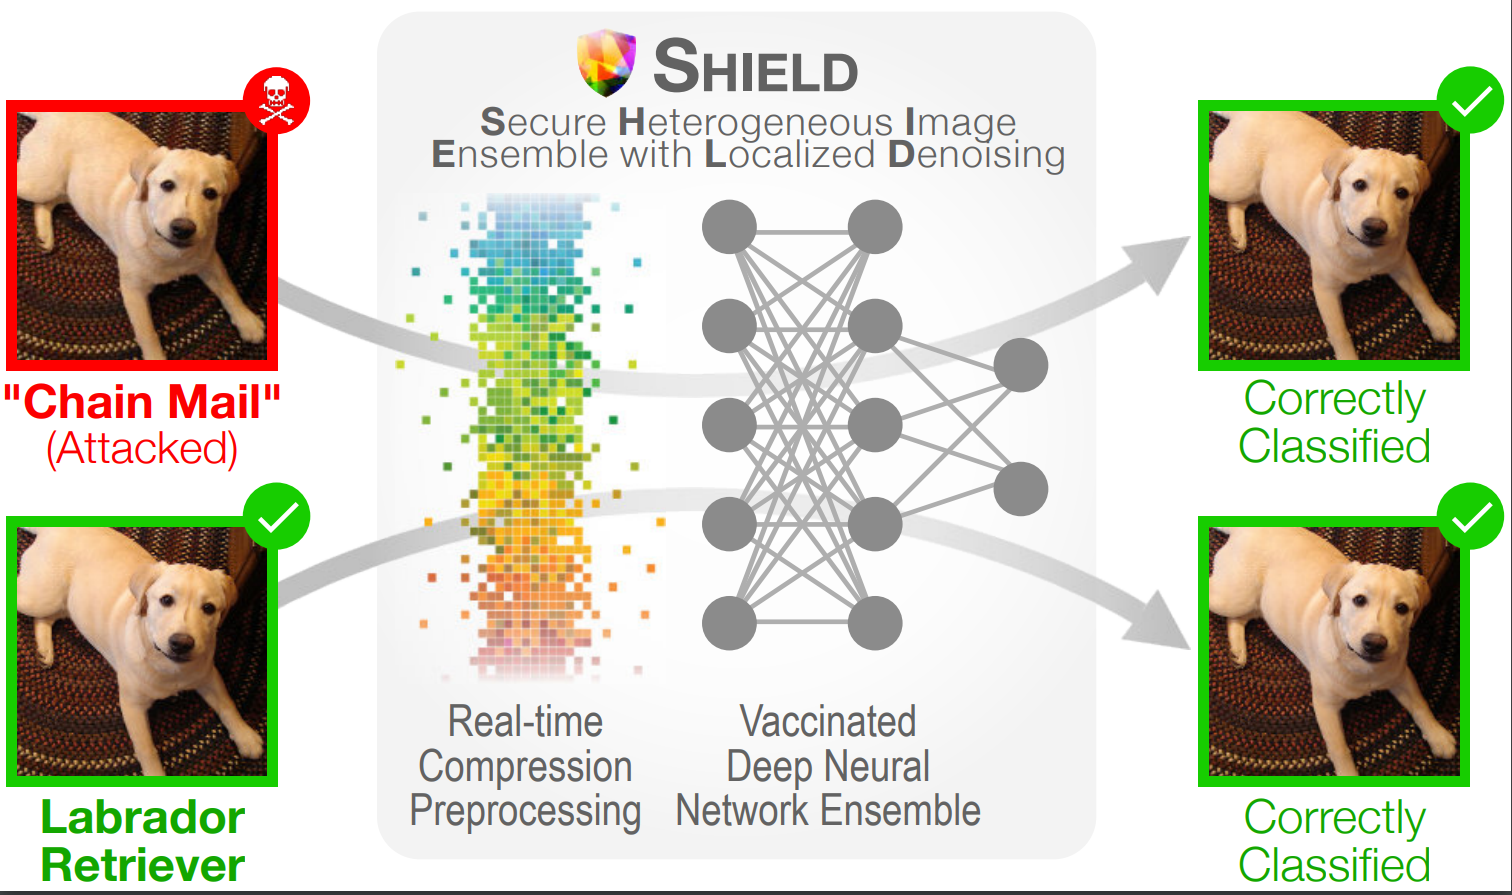 SHIELD
Secure Heterogeneous Image
Ensemble with Localized Denoising
"Chain Mail"
(Attacked)
Labrador
Retriever
Real-time
Compression
Preprocessing
Vaccinated
Deep Neural
Network Ensemble
Correctly
Classified
Correctly
Classified